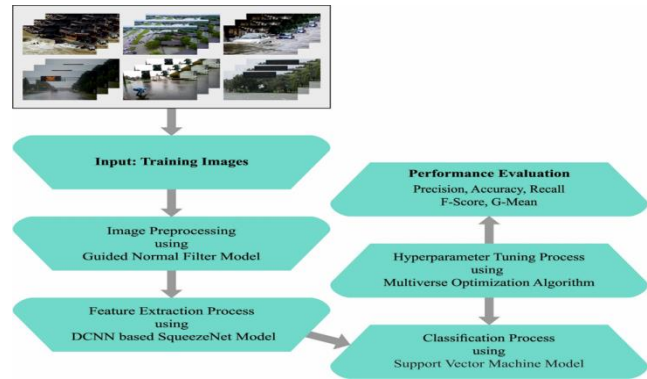 Input: Training Images
Image Preprocessing
using
Guided Normal Filter Model
Feature Extraction Process
using
DCNN based SqueezeNet Model
Performance Evaluation
Precision, Accuracy, Recall
F-Score, G-Mean
Hyperparameter Tuning Process
using
Multiverse Optimization Algorithm
Classification Process
using
Support Vector Machine Model